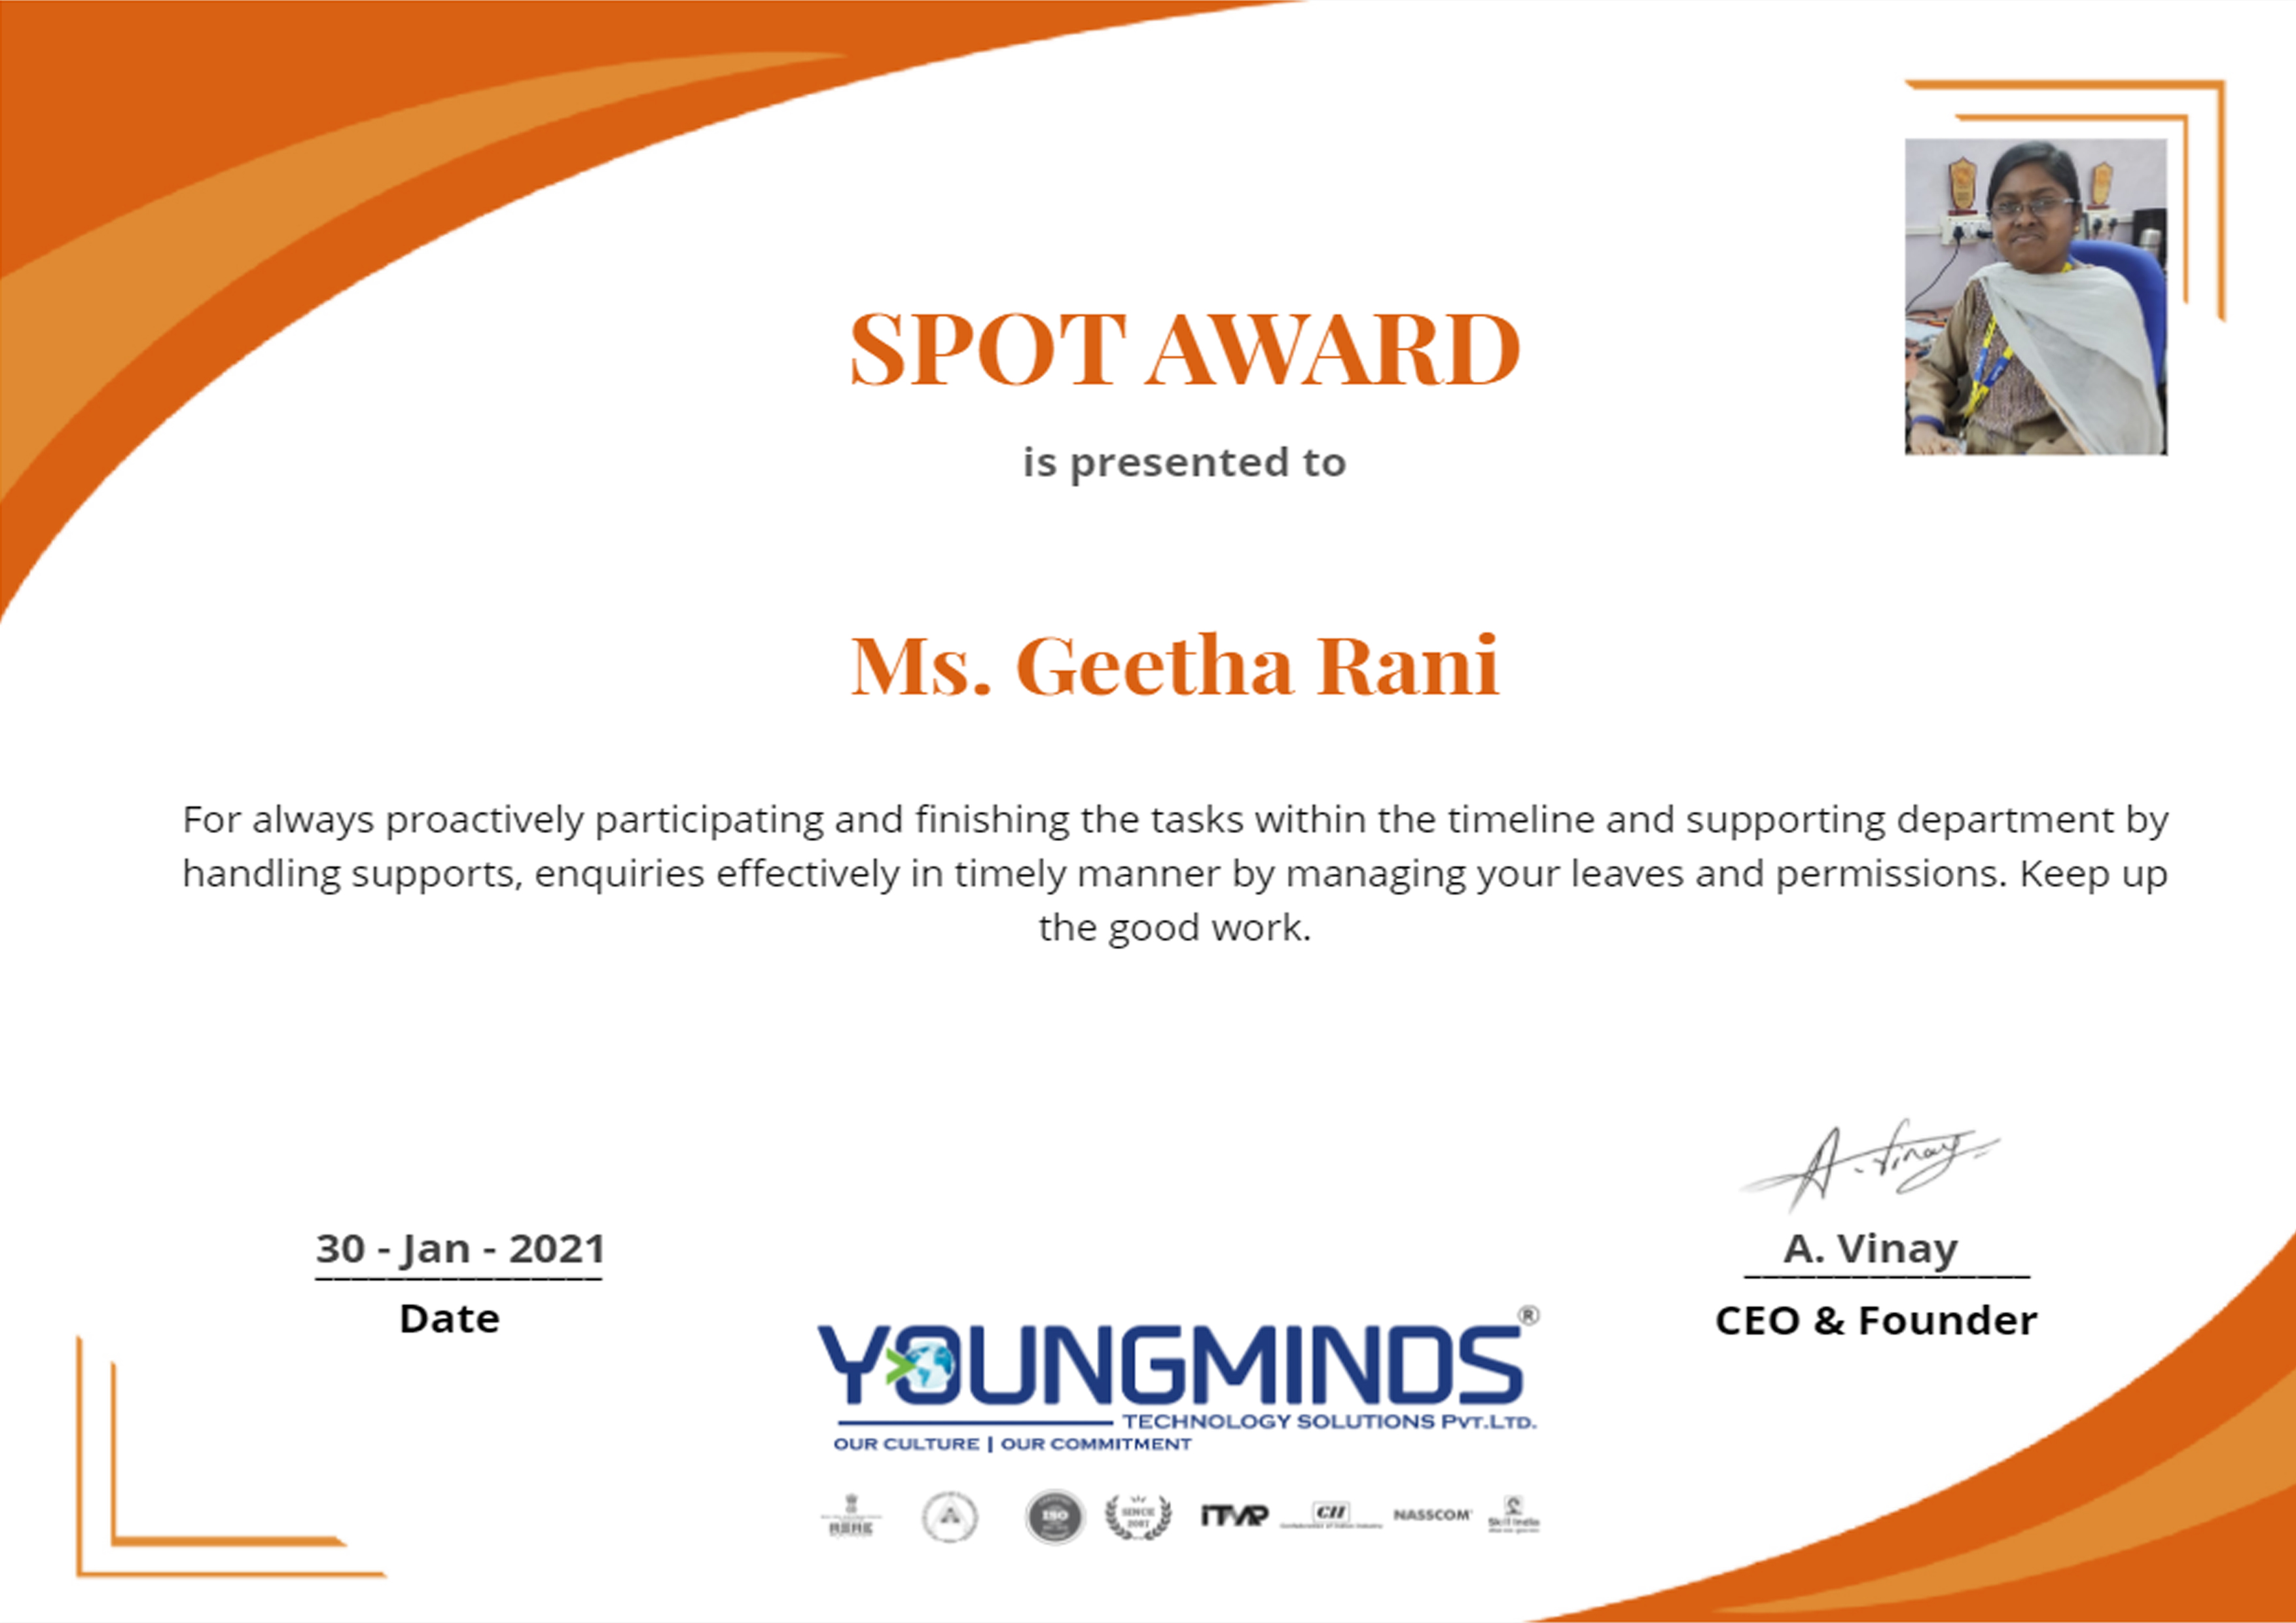 SPOT AWARD
is presented to
Ms. Geetha Rani
For always proactively participating and finishing the tasks within the timeline and supporting department by
handling supports, enquiries effectively in timely manner by managing your leaves and permissions. Keep up
the good work.
A. Vinay
30 - Jan - 2021
Date
A. Vinay
CEO & Founder
YOUNGMINDS®
TECHNOLOGY SOLUTIONS PVT.LTD.
OUR CULTURE | OUR COMMITMENT
ISO
SINCE
2007
CII
NASSCOM
Skill India